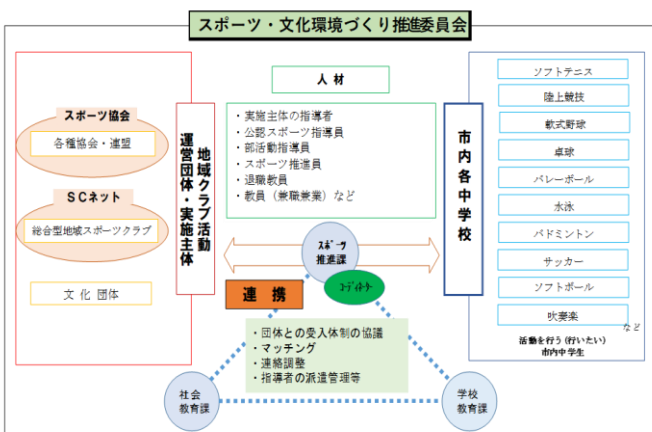 スポーツ・文化環境づくり推進委員会
スポーツ協会
各種協会・連盟
SCネット
総合型地域スポーツクラブ
文化団体
地域クラブ活動
運営団体・実施主体
人材
・実施主体の指導者
・公認スポーツ指導員
・部活動指導員
・スポーツ推進員
・退職教員
・教員（兼職兼業）など
スポーツ
推進課
連携
コーディネーター
・団体との受入体制の協議
・マッチング
・連絡調整
・指導者の派遣管理等
社会
教育課
学校
教育課
市内各中学校
ソフトテニス
陸上競技
軟式野球
卓球
バレーボール
水泳
バドミントン
サッカー
ソフトボール
吹奏楽
など
活動を行う（行いたい）
市内中学生